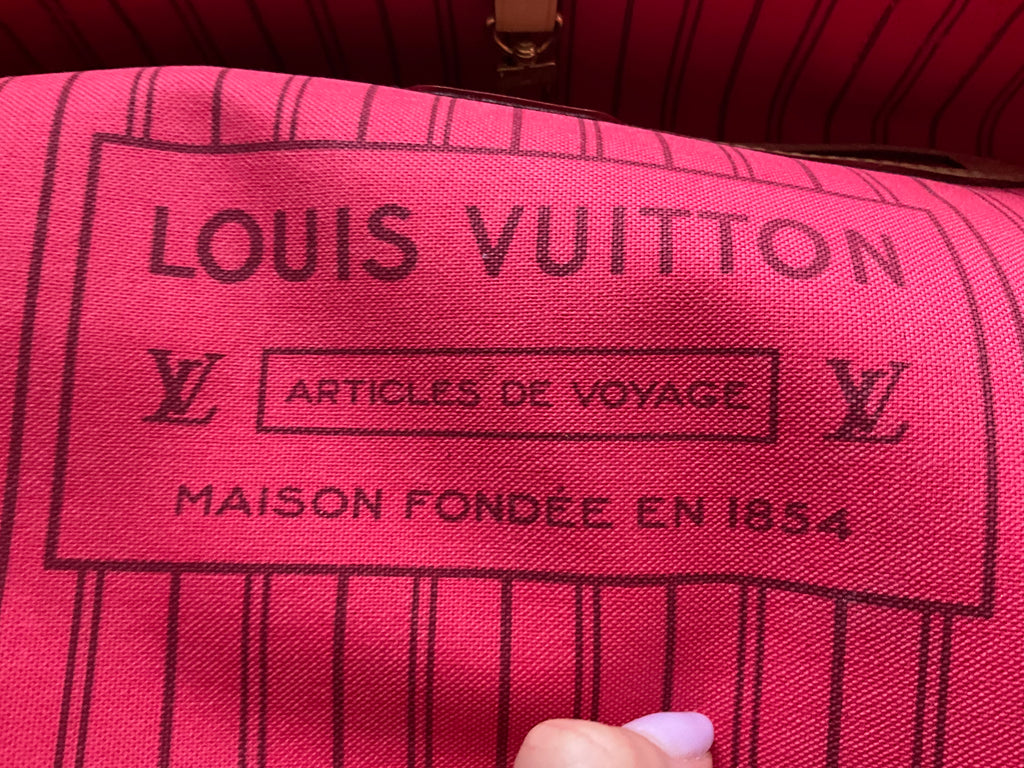 LOUIS VUITTON
LV ARTICLES DE VOYAGE LV
MAISON FONDÉE EN 1854